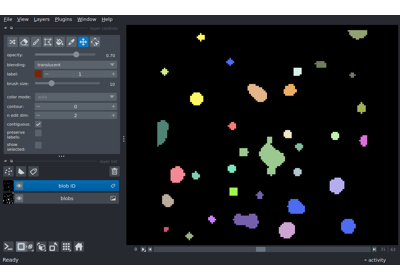 File View Layers Plugins Window Help
opacity: 0.70
blending: translucent
label: 1
brush size: 10
color mode:
contour: 0
n edit dim: 2
contiguous:
preserve labels:
show selected:
blob ID
blobs
Ready activity